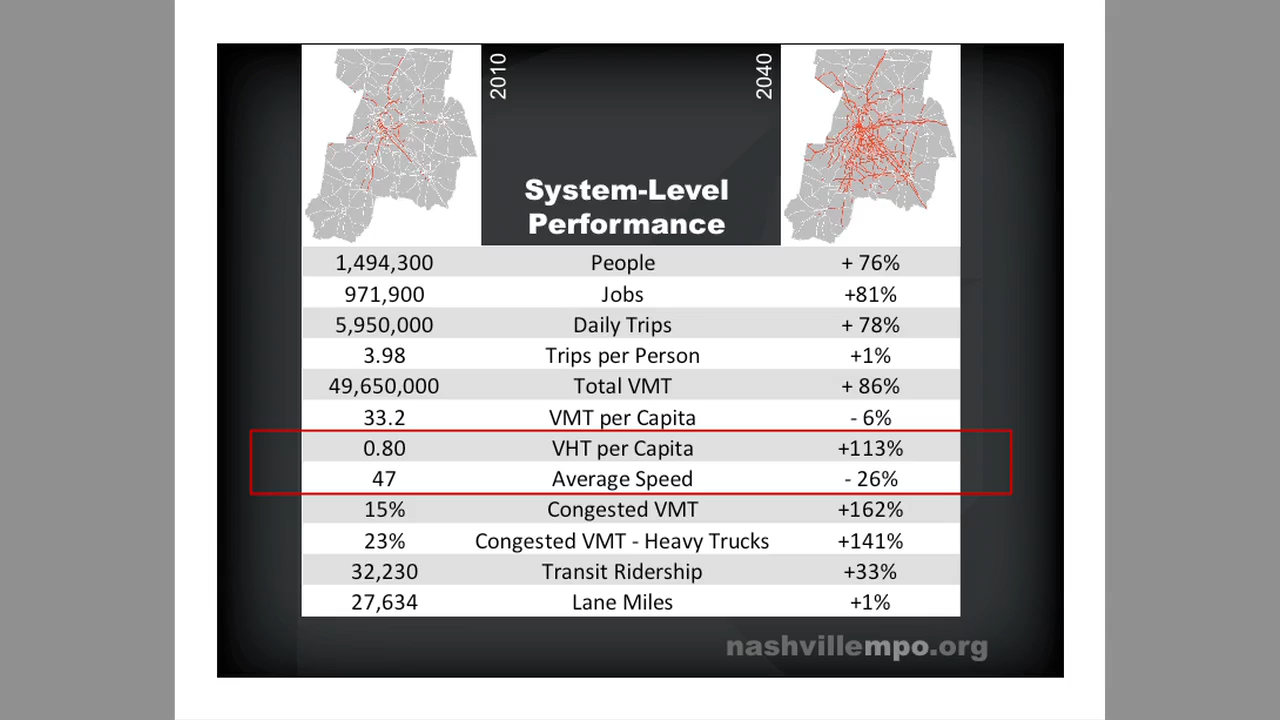 2010
2040
System-Level
Performance
1,494,300 People + 76%
971,900 Jobs +81%
5,950,000 Daily Trips + 78%
3.98 Trips per Person +1%
49,650,000 Total VMT + 86%
33.2 VMT per Capita - 6%
0.80 VHT per Capita +113%
47 Average Speed - 26%
15% Congested VMT +162%
23% Congested VMT - Heavy Trucks +141%
32,230 Transit Ridership +33%
27,634 Lane Miles +1%
nashvillempo.org